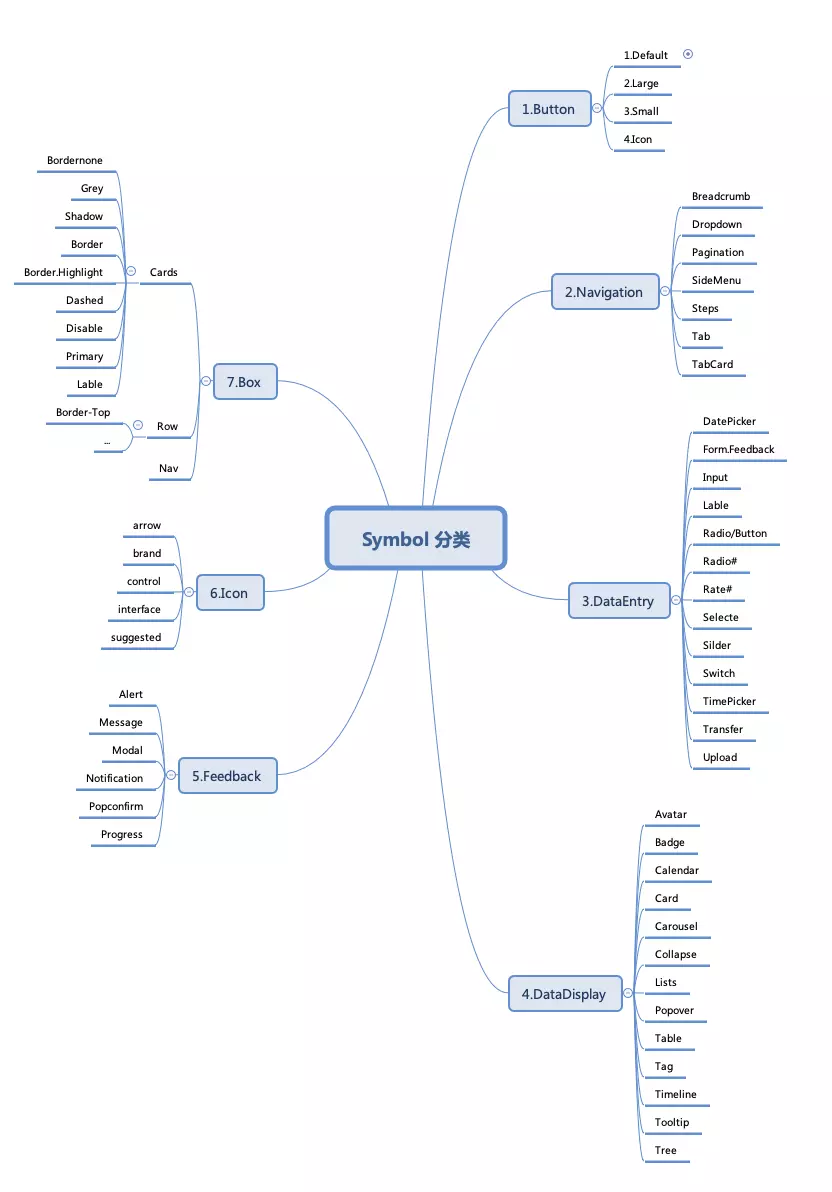 Symbol 分类
1.Button
1.Default
2.Large
3.Small
4.Icon
2.Navigation
Breadcrumb
Dropdown
Pagination
SideMenu
Steps
Tab
TabCard
3.DataEntry
DatePicker
Form.Feedback
Input
Lable
Radio/Button
Radio#
Rate#
Selecte
Silder
Switch
TimePicker
Transfer
Upload
4.DataDisplay
Avatar
Badge
Calendar
Card
Carousel
Collapse
Lists
Popover
Table
Tag
Timeline
Tooltip
Tree
5.Feedback
Alert
Message
Modal
Notification
Popconfirm
Progress
6.Icon
arrow
brand
control
interface
suggested
7.Box
Cards
Bordernone
Grey
Shadow
Border
Border.Highlight
Dashed
Disable
Primary
Lable
Row
Border-Top
...
Nav